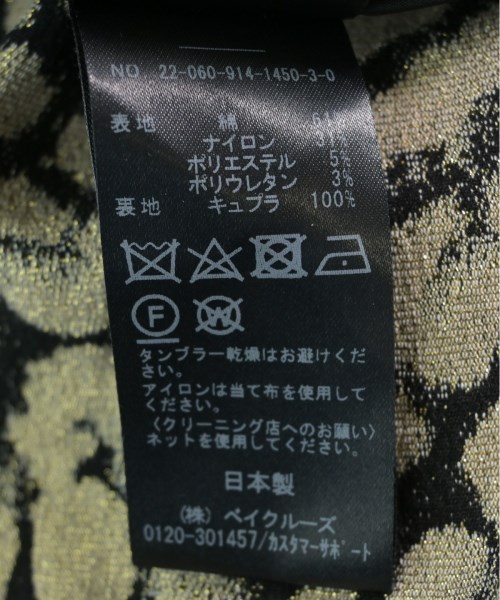 NO 22-060-914-1450-3-0
表地 綿
ナイロン
ポリエステル 5%
ポリウレタン 3%
裏地 キュプラ 100%
F
W
タンブラー乾燥はお避けくだ
さい。
アイロンは当て布を使用して
ください。
〈クリーニング店へのお願い〉
ネットを使用してください。
日本製
(株) ベイクルーズ
0120-301457/カスタマーサポート